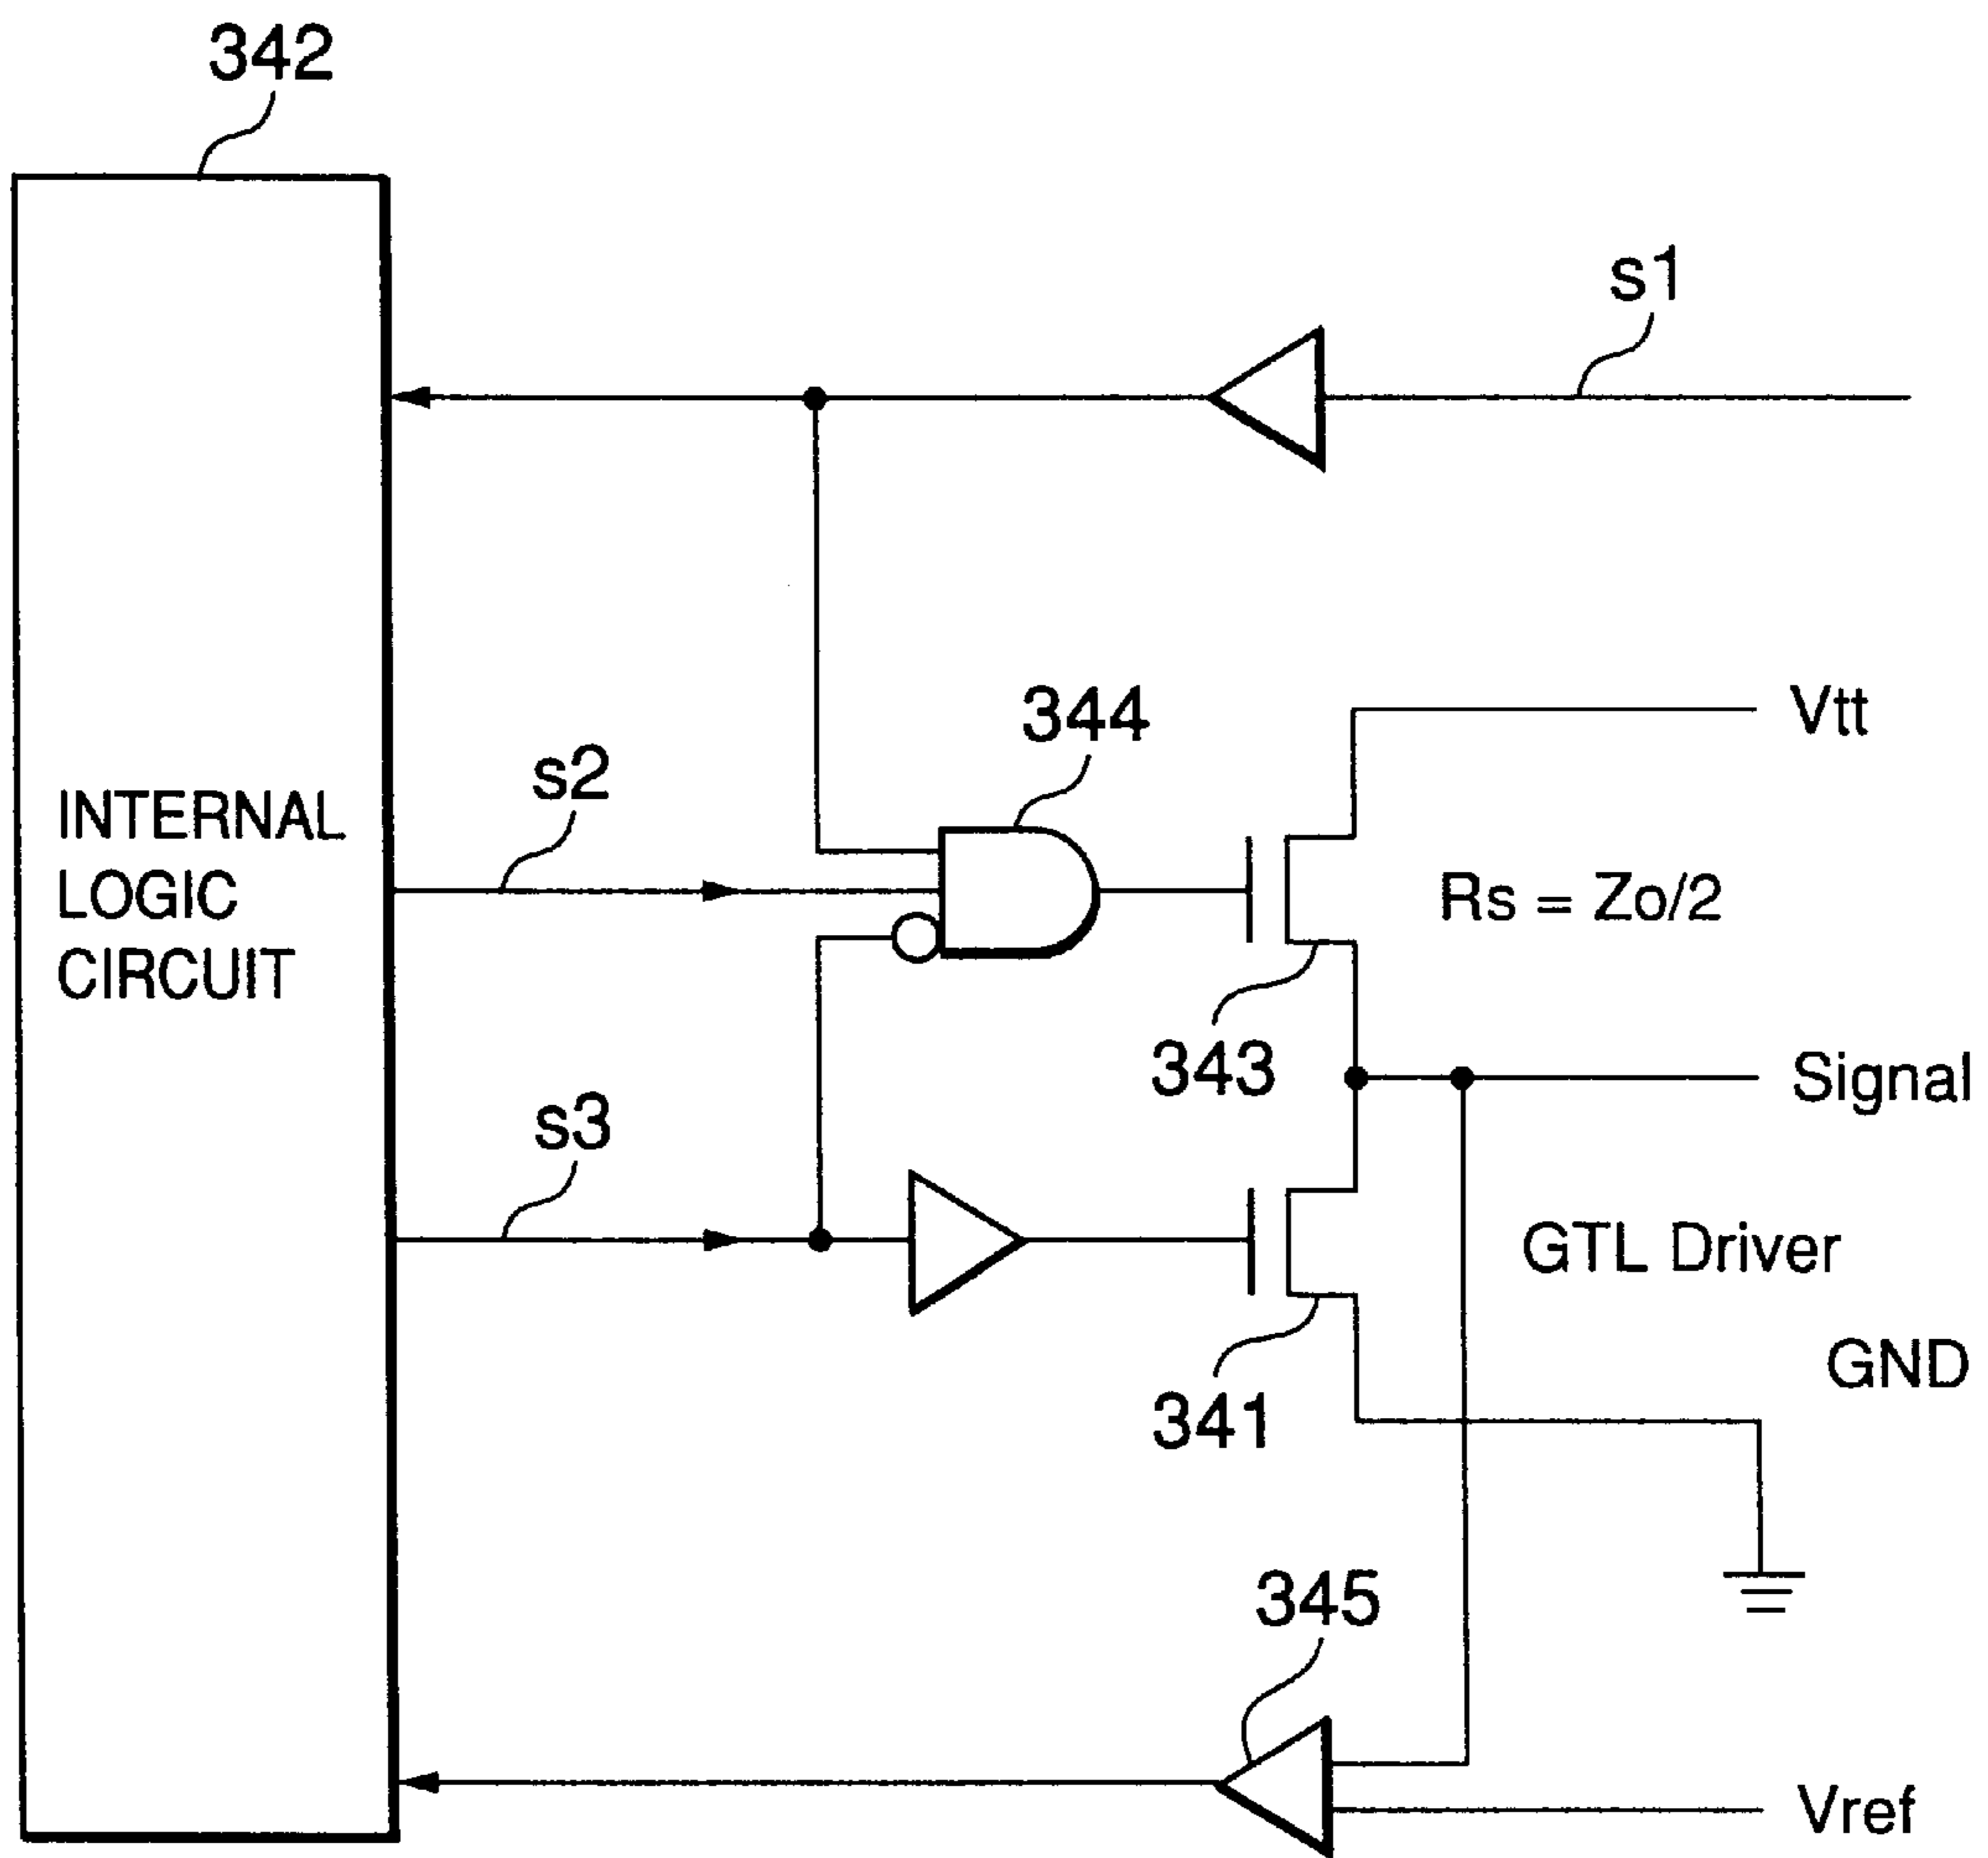 342
s1
344
Vtt
s2
INTERNAL
LOGIC
CIRCUIT
Rs = Zo/2
343
Signal
s3
GTL Driver
GND
341
345
Vref